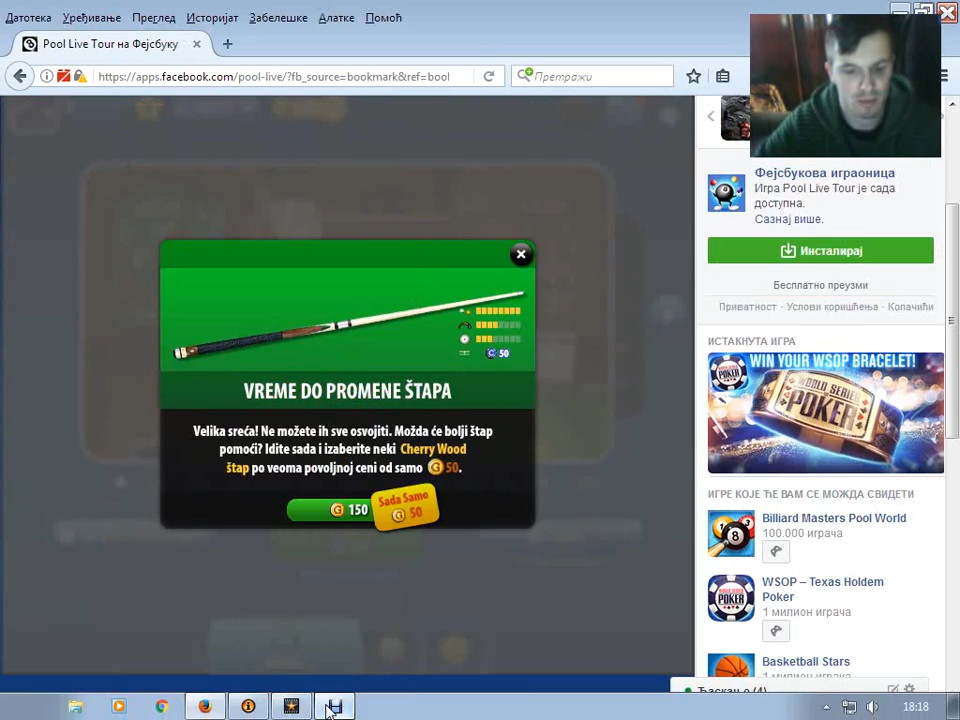 Датотека Уређивање Преглед Историјат Забелешке Алатке Помоћ
Pool Live Tour на Фејсбуку
https://apps.facebook.com/pool-live/?fb_source=bookmark&ref=bool
Претражи
Фејсбукова играоница
Игра Pool Live Tour је сада
доступна.
Сазнај више.
Инсталирај
Бесплатно преузми
Приватност · Услови коришћења · Колачићи
ИСТАКНУТА ИГРА
WIN YOUR WSOP BRACELET!
WORLD SERIES
POKER
50
VREME DO PROMENE ŠTAPA
Velika sreća! Ne možete ih sve osvojiti. Možda će bolji štap
pomoći? Idite sada i izaberite neki Cherry Wood
štap po veoma povoljnoj ceni od samo G 50.
G 150
Sada Samo
G 50
ИГРЕ КОЈЕ ЋЕ ВАМ СЕ МОЖДА СВИДЕТИ
Billiard Masters Pool World
100.000 играча
WSOP – Texas Holdem
Poker
1 милион играча
Basketball Stars
1 милион играча
Ћаскање (4)
18:18